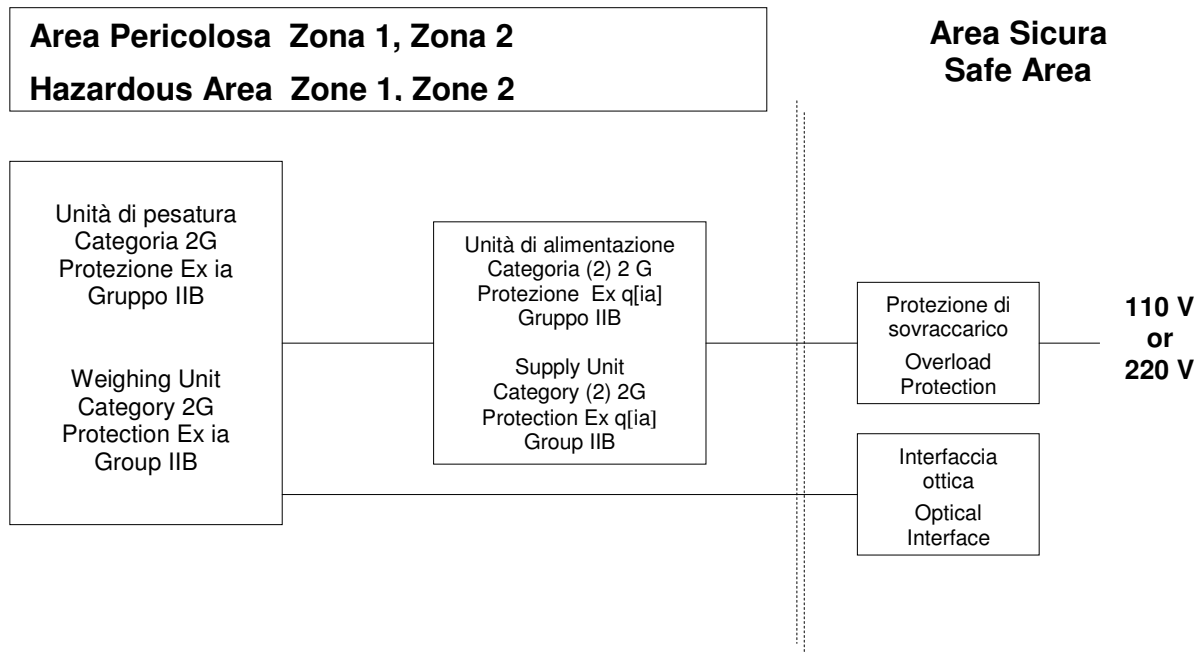 Area Pericolosa Zona 1, Zona 2
Hazardous Area Zone 1, Zone 2
Area Sicura
Safe Area
Unità di pesatura
Categoria 2G
Protezione Ex ia
Gruppo IIB
Weighing Unit
Category 2G
Protection Ex ia
Group IIB
Unità di alimentazione
Categoria (2) 2 G
Protezione Ex q[ia]
Gruppo IIB
Supply Unit
Category (2) 2G
Protection Ex q[ia]
Group IIB
Protezione di
sovraccarico
Overload
Protection
110 V
or
220 V
Interfaccia
ottica
Optical
Interface